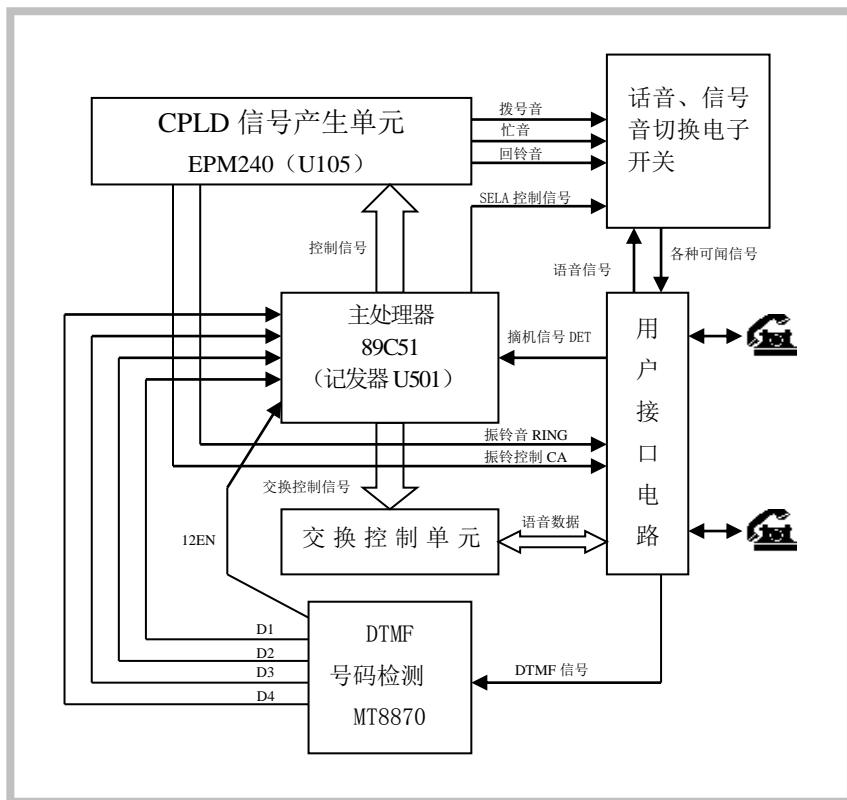 CPLD 信号产生单元
EPM240（U105）
拨号音
忙音
回铃音
话音、信号
音切换电子
开关
SELA 控制信号
控制信号
语音信号
各种可闻信号
主处理器
89C51
（记发器 U501）
摘机信号 DET
用户接口电路
振铃音 RING
振铃控制 CA
交换控制信号
12EN
交换控制单元
语音数据
D1
D2
D3
D4
DTMF
号码检测
MT8870
DTMF 信号